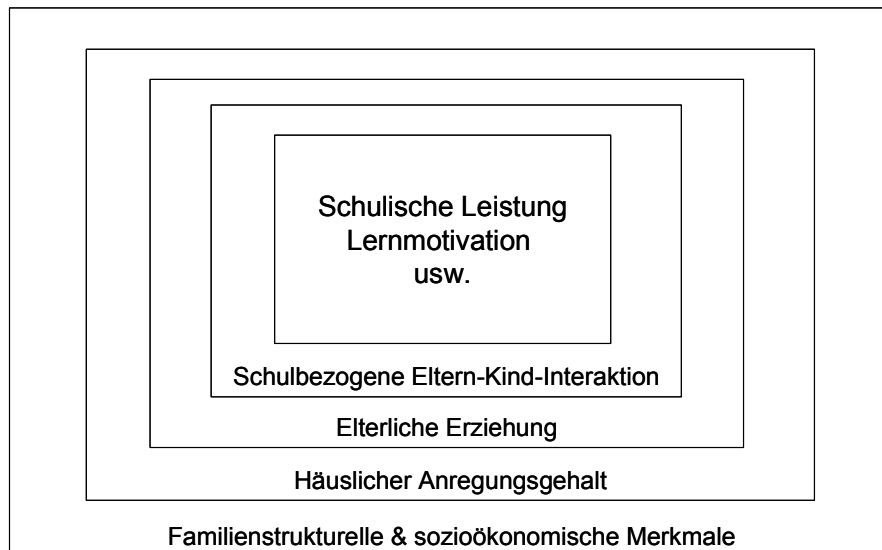 Schulische Leistung
Lernmotivation
usw.
Schulbezogene Eltern-Kind-Interaktion
Elterliche Erziehung
Häuslicher Anregungsgehalt
Familienstrukturelle & sozioökonomische Merkmale